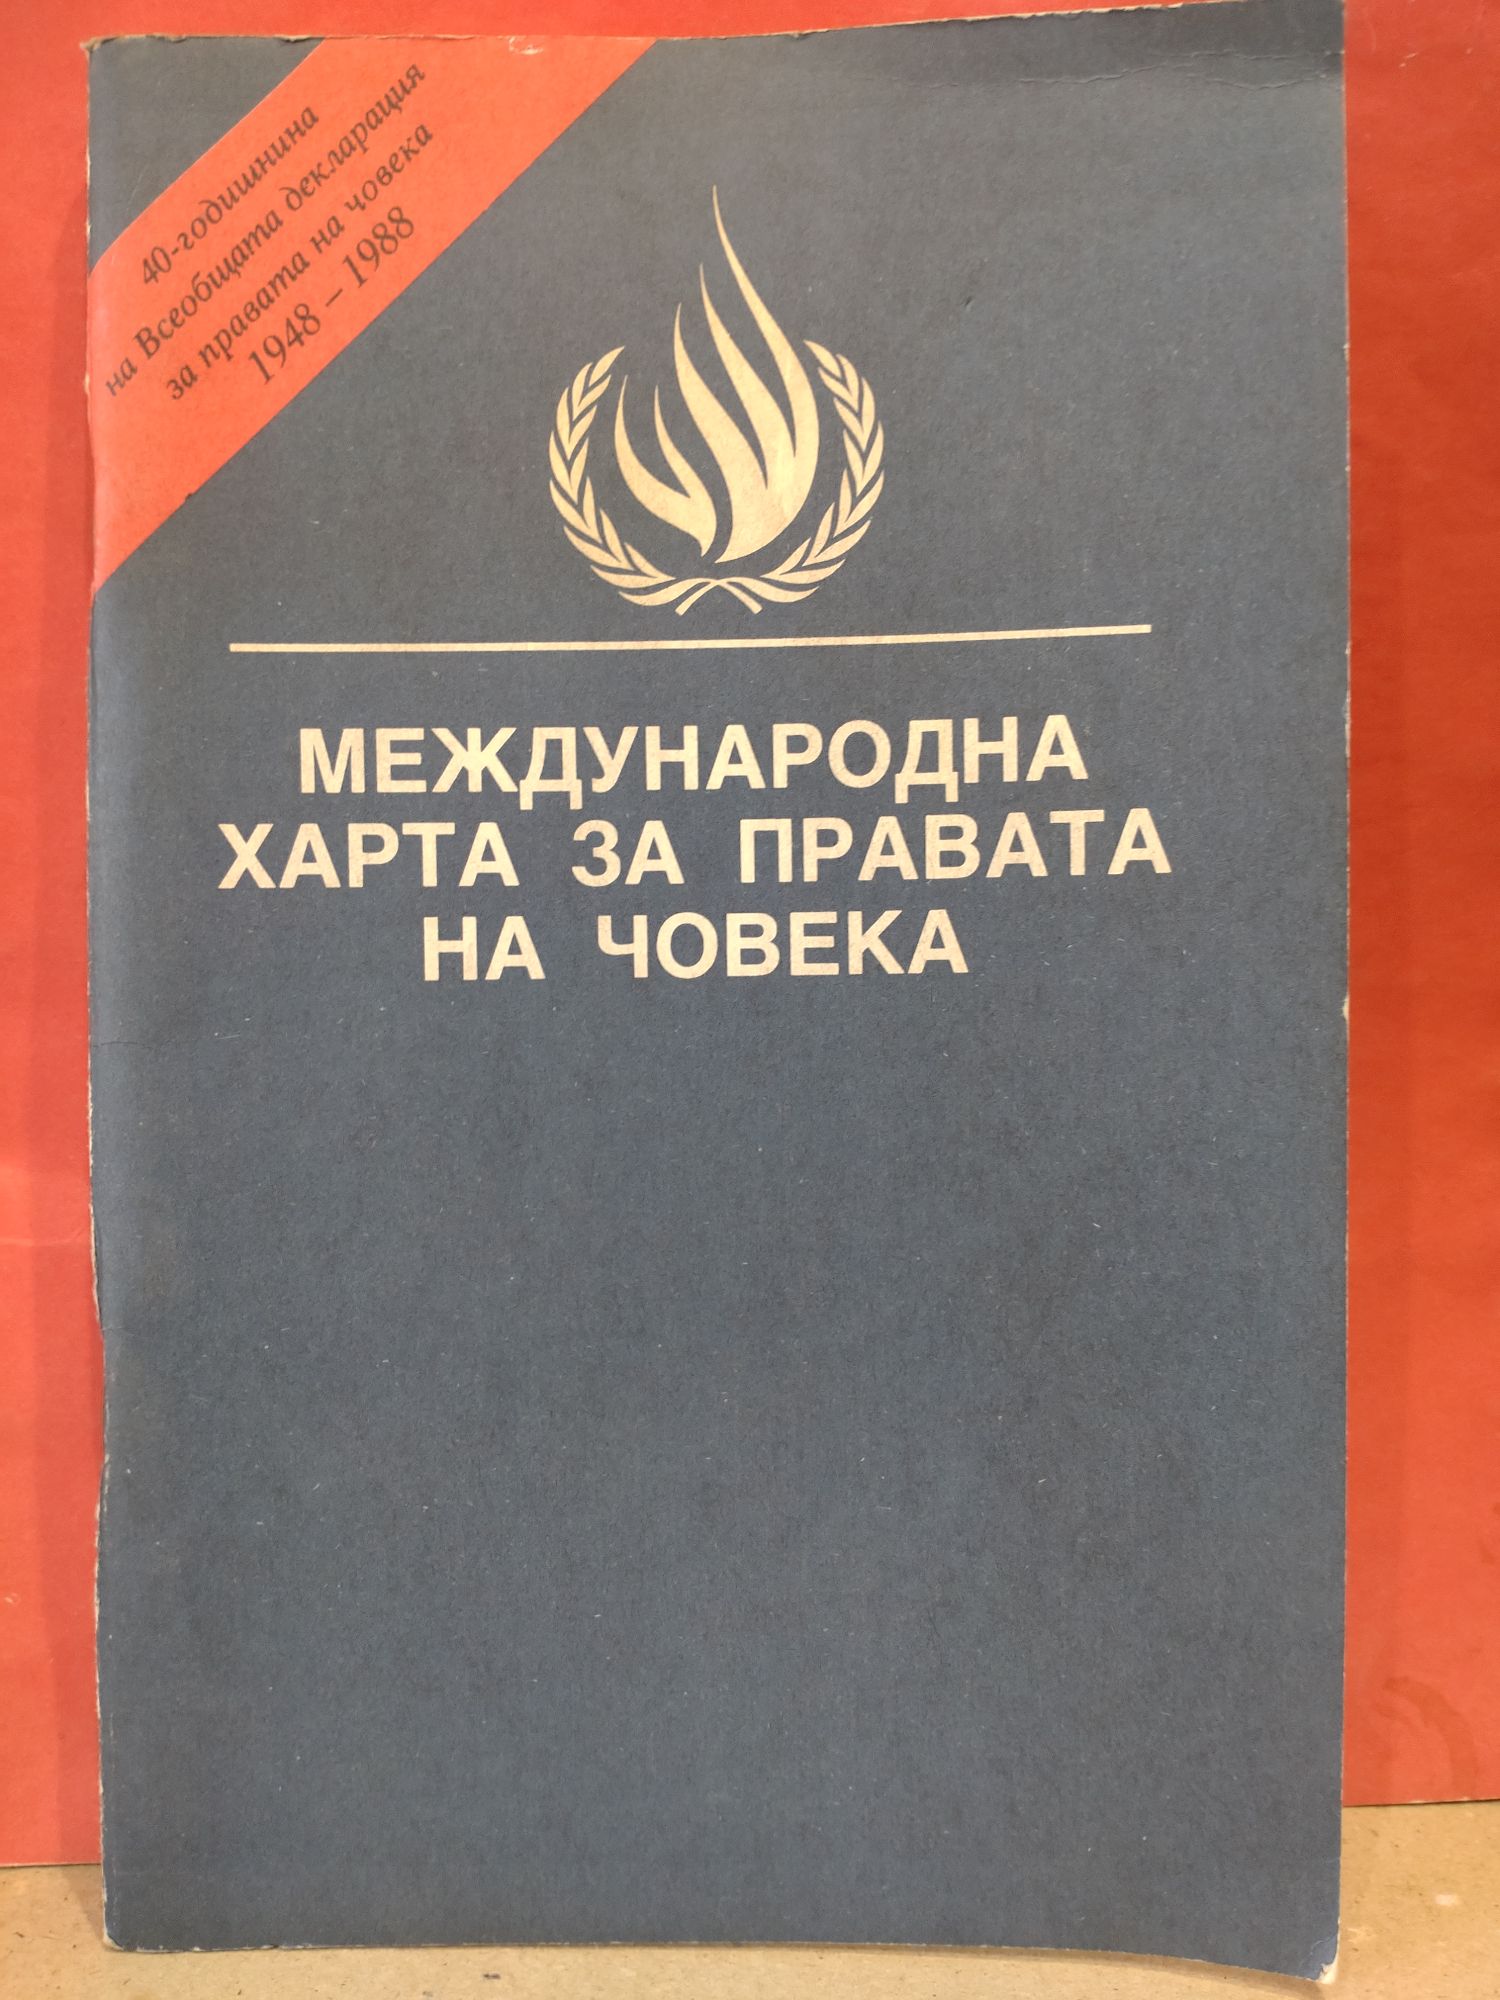 40-годишнина
на Всеобщата декларация
за правата на човека
1948 – 1988
МЕЖДУНАРОДНА
ХАРТА ЗА ПРАВАТА
НА ЧОВЕКА